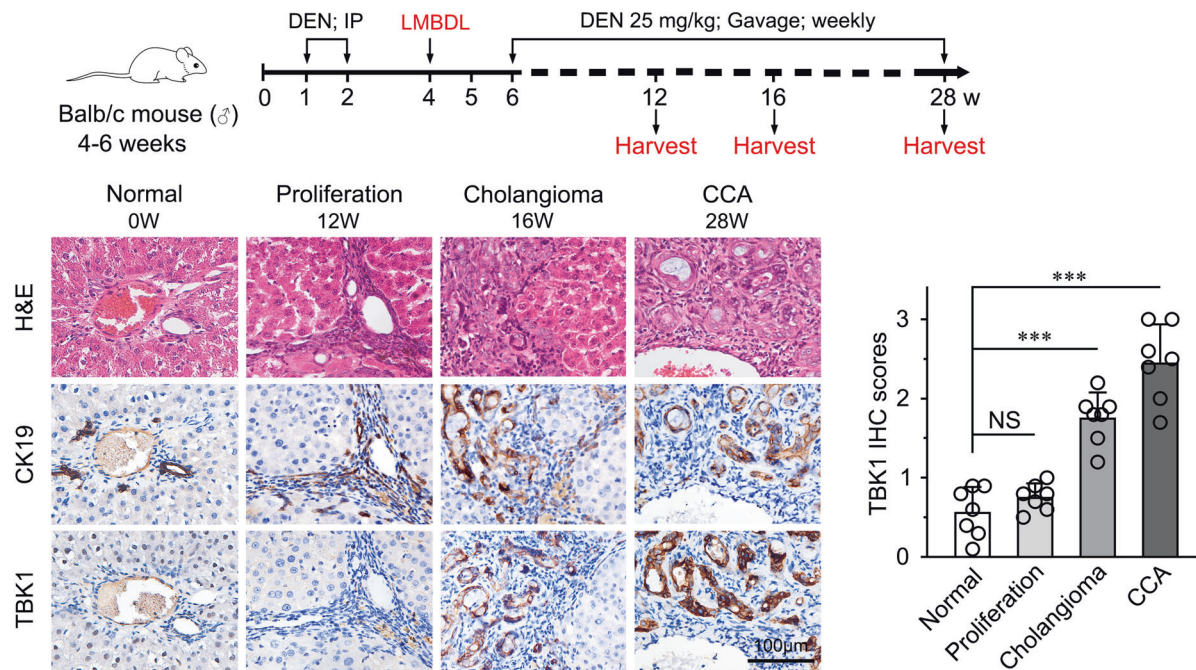 DEN; IP
LMBDL
DEN 25 mg/kg; Gavage; weekly
0 1 2 4 5 6 12 16 28 w
Balb/c mouse (♂)
4-6 weeks
Harvest Harvest Harvest
Normal Proliferation Cholangioma CCA
0W 12W 16W 28W
H&E
CK19
TBK1
100μm
TBK1 IHC scores
3
2
1
0
***
***
NS
Normal
Proliferation
Cholangioma
CCA